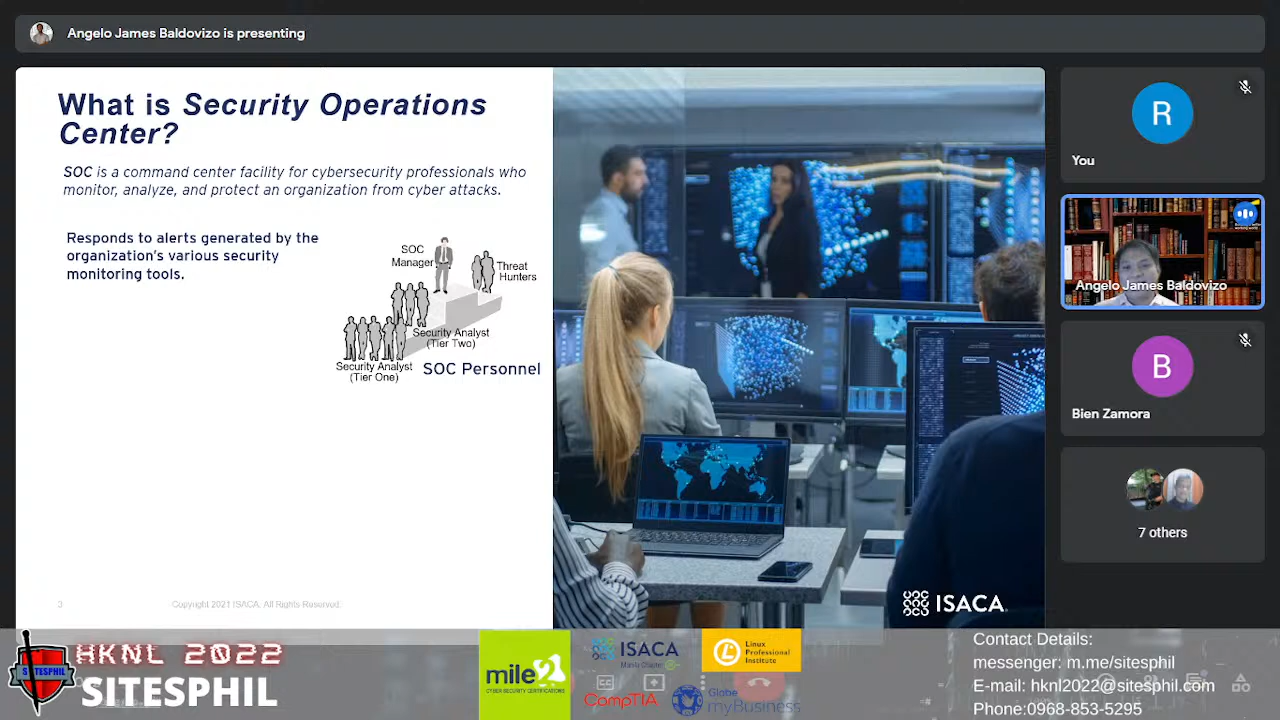 Angelo James Baldovizo is presenting
What is Security Operations
Center?
SOC is a command center facility for cybersecurity professionals who
monitor, analyze, and protect an organization from cyber attacks.
Responds to alerts generated by the
organization's various security
monitoring tools.
SOC
Manager
Threat
Hunters
Security Analyst
(Tier Two)
Security Analyst
(Tier One)
SOC Personnel
3
Copyright 2021 ISACA. All Rights Reserved.
ISACA.
R
You
Angelo James Baldovizo
B
Bien Zamora
7 others
SITESPHIL
HKNL 2022
SITESPHIL
mile2
CYBER SECURITY CERTIFICATIONS
ISACA
Manila Chapter
Linux
Professional
Institute
CompTIA
Globe
myBusiness
Contact Details:
messenger: m.me/sitesphil
E-mail: hknl2022@sitesphil.com
Phone:0968-853-5295